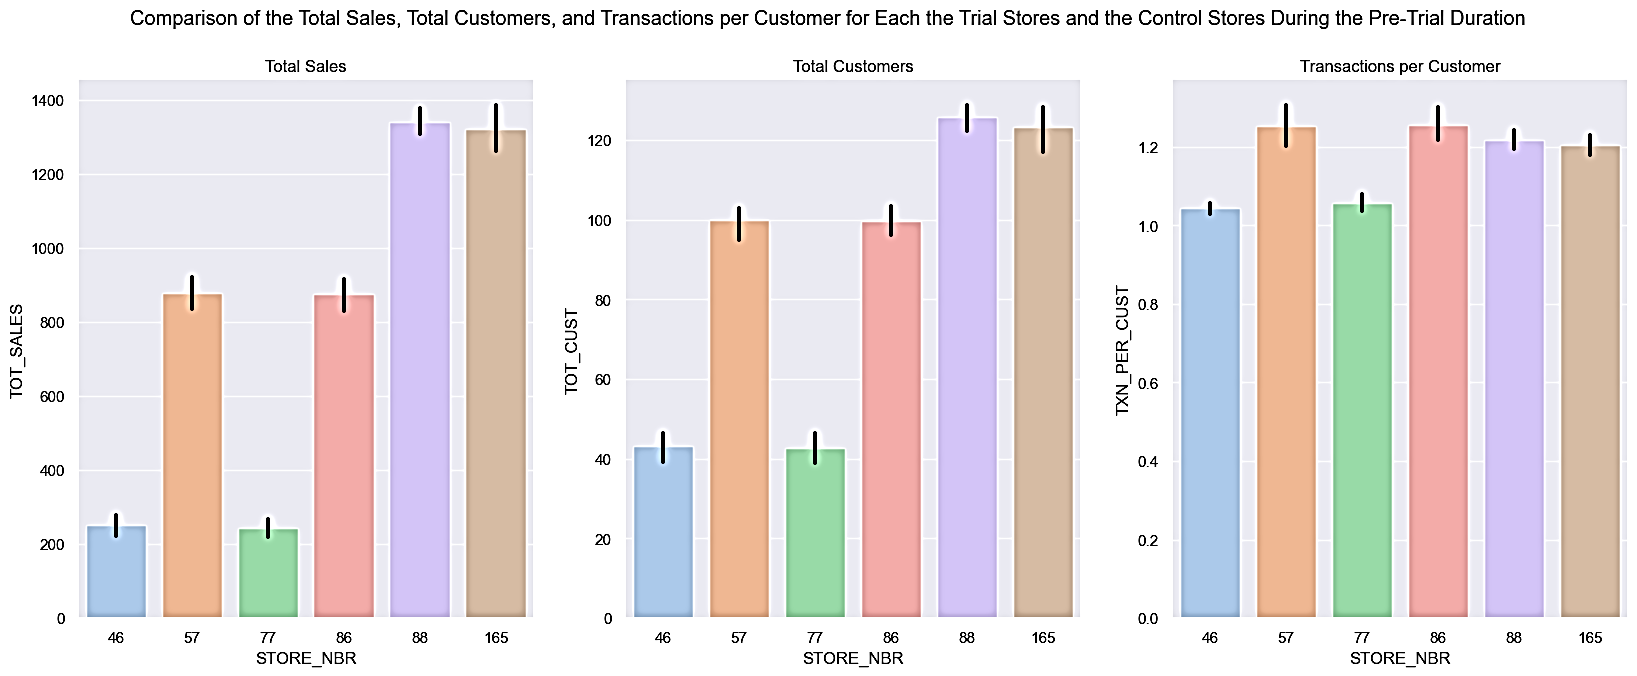 Comparison of the Total Sales, Total Customers, and Transactions per Customer for Each the Trial Stores and the Control Stores During the Pre-Trial Duration
Total Sales
1400
1200
1000
800
600
400
200
0
TOT_SALES
46 57 77 86 88 165
STORE_NBR
Total Customers
120
100
80
60
40
20
0
TOT_CUST
46 57 77 86 88 165
STORE_NBR
Transactions per Customer
1.2
1.0
0.8
0.6
0.4
0.2
0.0
TXN_PER_CUST
46 57 77 86 88 165
STORE_NBR